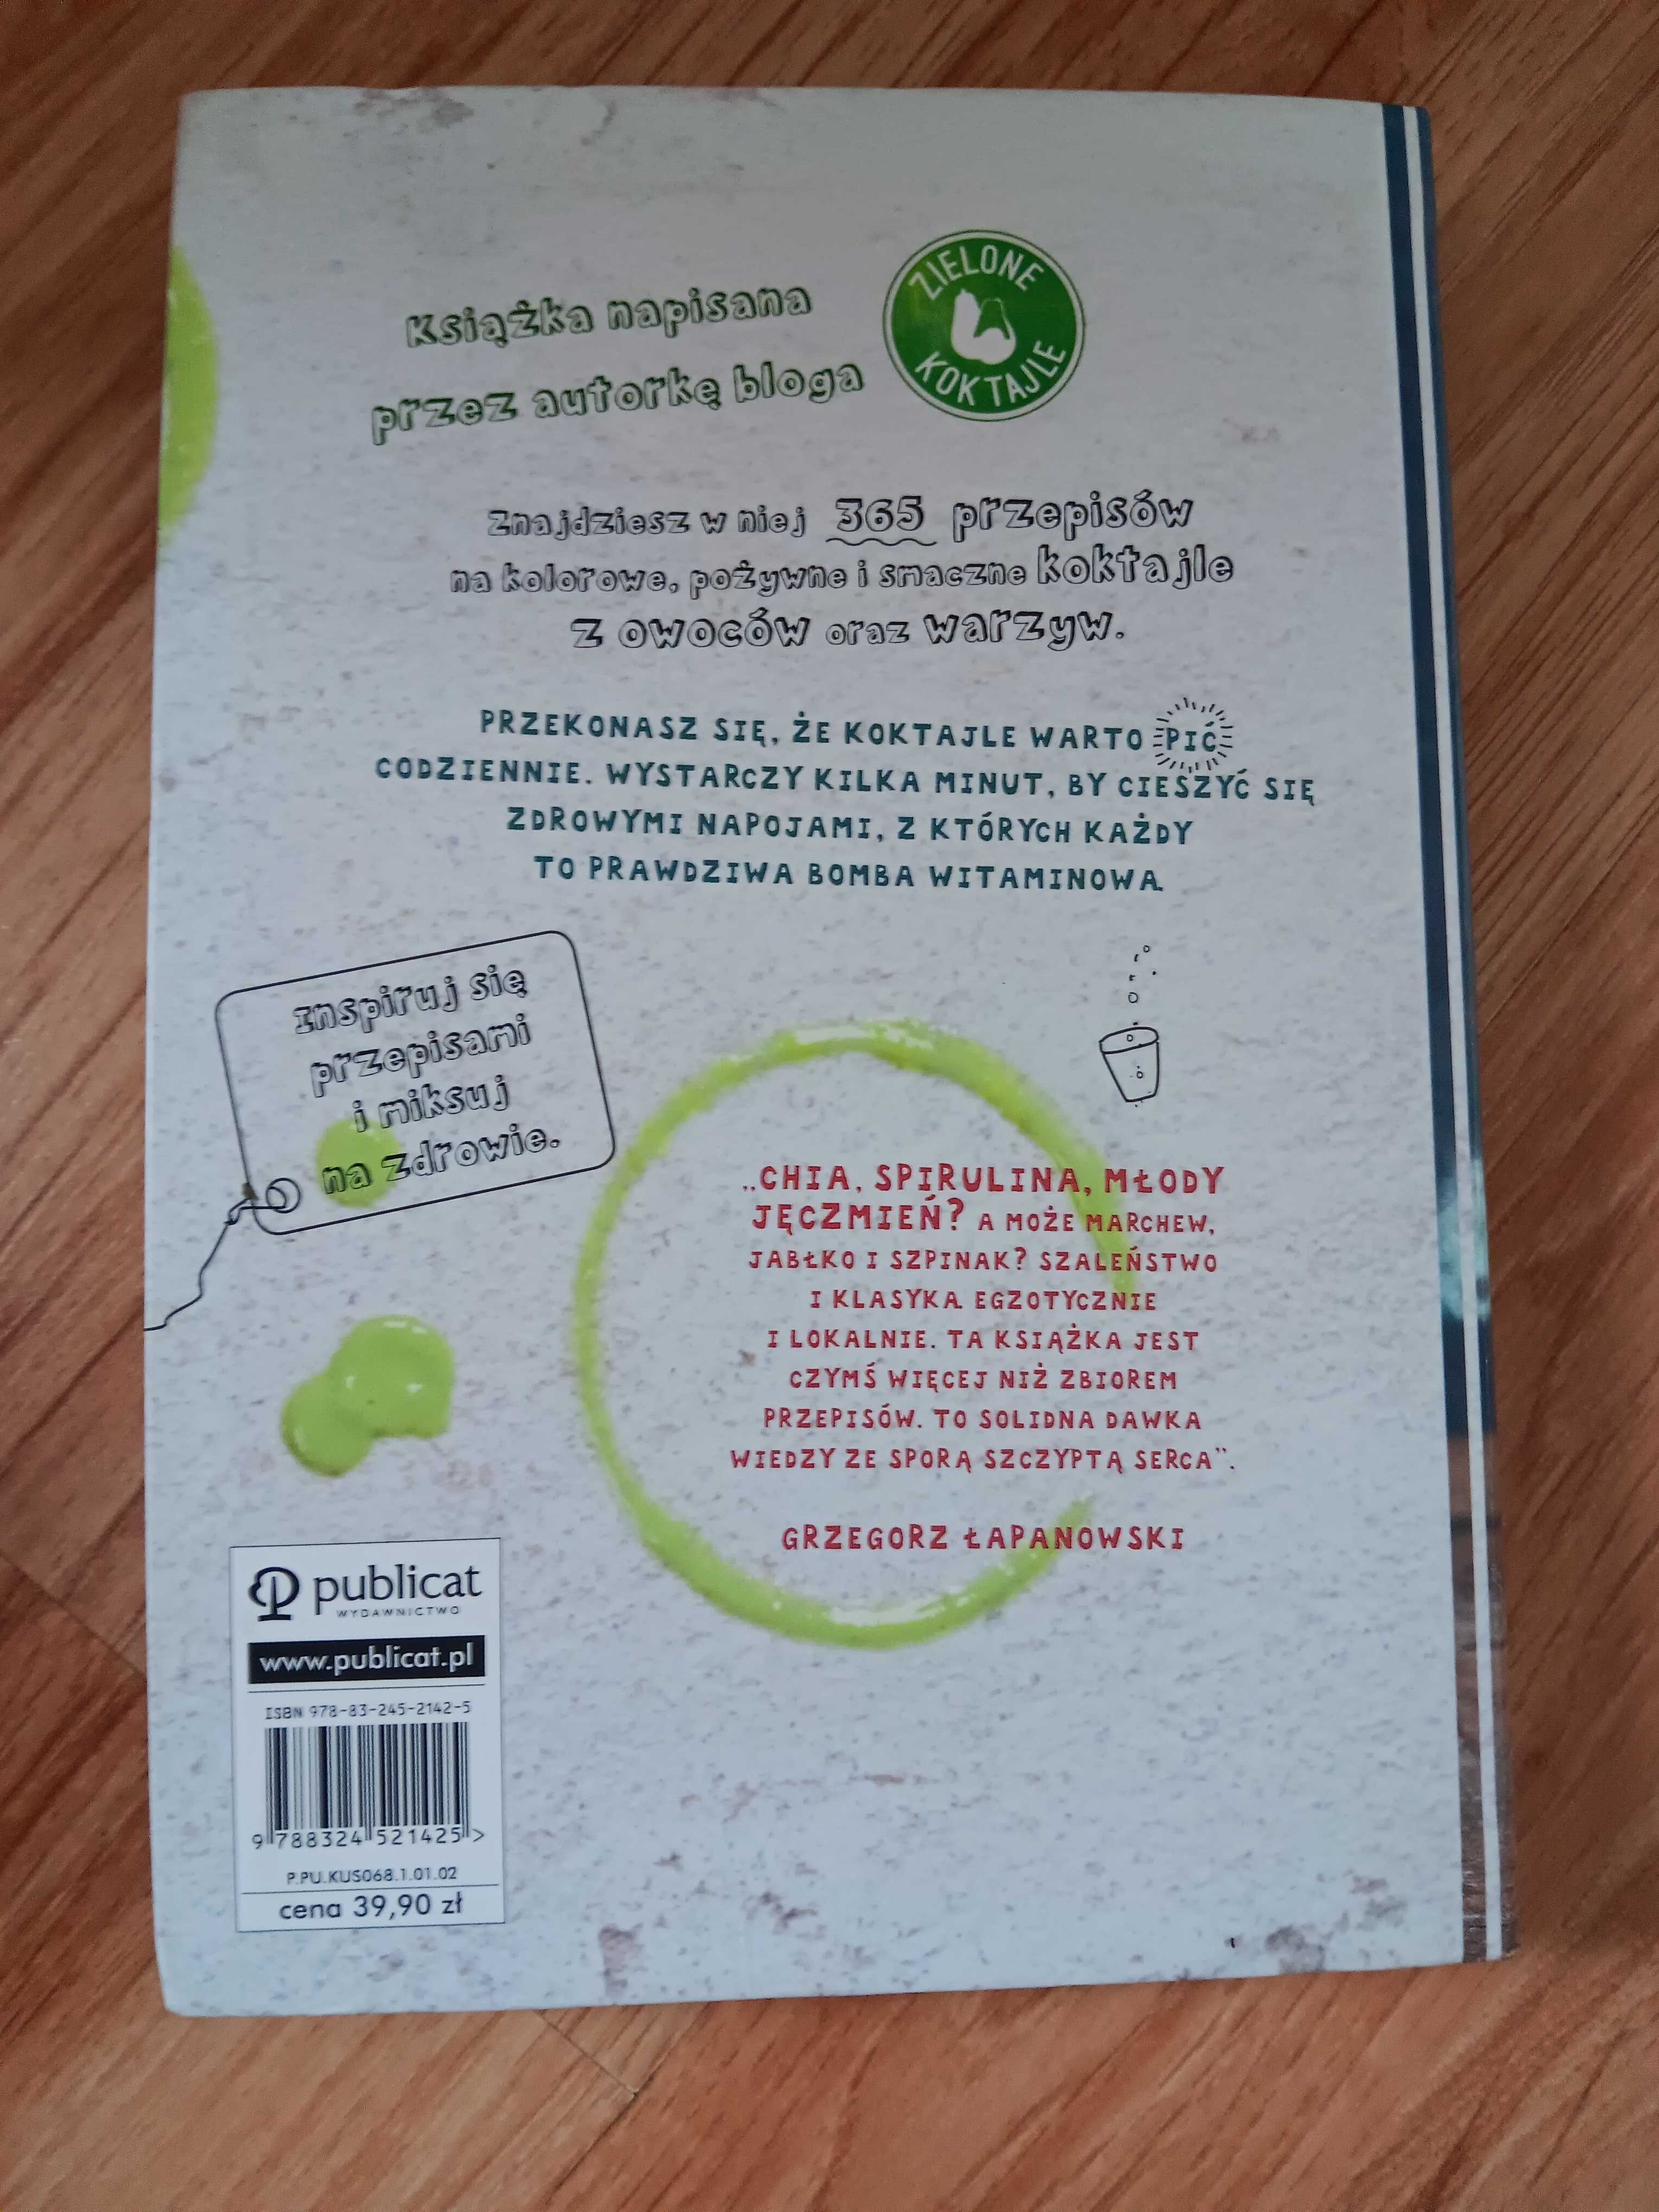 Książka napisana
przez autorkę bloga
ZIELONE
KOKTAJLE
Znajdziesz w niej 365 przepisów
na kolorowe, pożywne i smaczne koktajle
z owoców oraz warzyw.
PRZEKONASZ SIĘ, ŻE KOKTAJLE WARTO PIĆ
CODZIENNIE. WYSTARCZY KILKA MINUT, BY CIESZYĆ SIĘ
ZDROWYMI NAPOJAMI, Z KTÓRYCH KAŻDY
TO PRAWDZIWA BOMBA WITAMINOWA.
Inspiruj się
przepisami
i miksuj
na zdrowie.
„CHIA, SPIRULINA, MŁODY
JĘCZMIEŃ? A MOŻE MARCHEW,
JABŁKO I SZPINAK? SZALEŃSTWO
I KLASYKA. EGZOTYCZNIE
I LOKALNIE. TA KSIĄŻKA JEST
CZYMŚ WIĘCEJ NIŻ ZBIOREM
PRZEPISÓW. TO SOLIDNA DAWKA
WIEDZY ZE SPORĄ SZCZYPTĄ SERCA”.
GRZEGORZ ŁAPANOWSKI
publicat
WYDAWNICTWO
www.publicat.pl
ISBN 978-83-245-2142-5
9 788324 521425 >
P.PU.KUS068.1.01.02
cena 39,90 zł